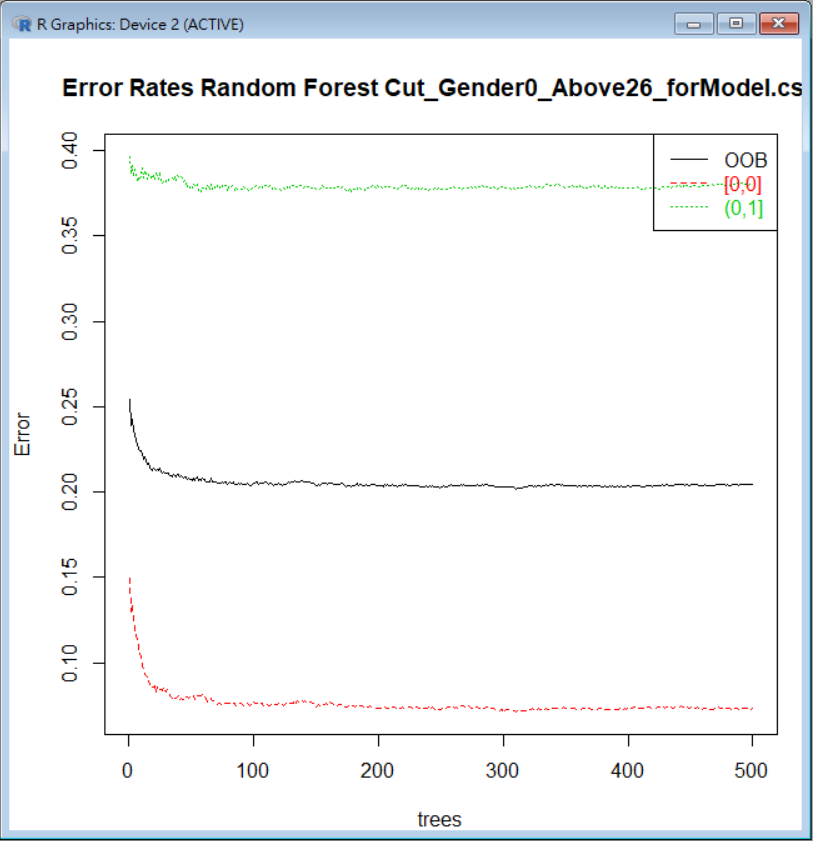 R Graphics: Device 2 (ACTIVE)
Error Rates Random Forest Cut_Gender0_Above26_forModel.cs
OOB
[0,0]
(0,1]
0.40
0.35
0.30
0.25
0.20
0.15
0.10
Error
0 100 200 300 400 500
trees